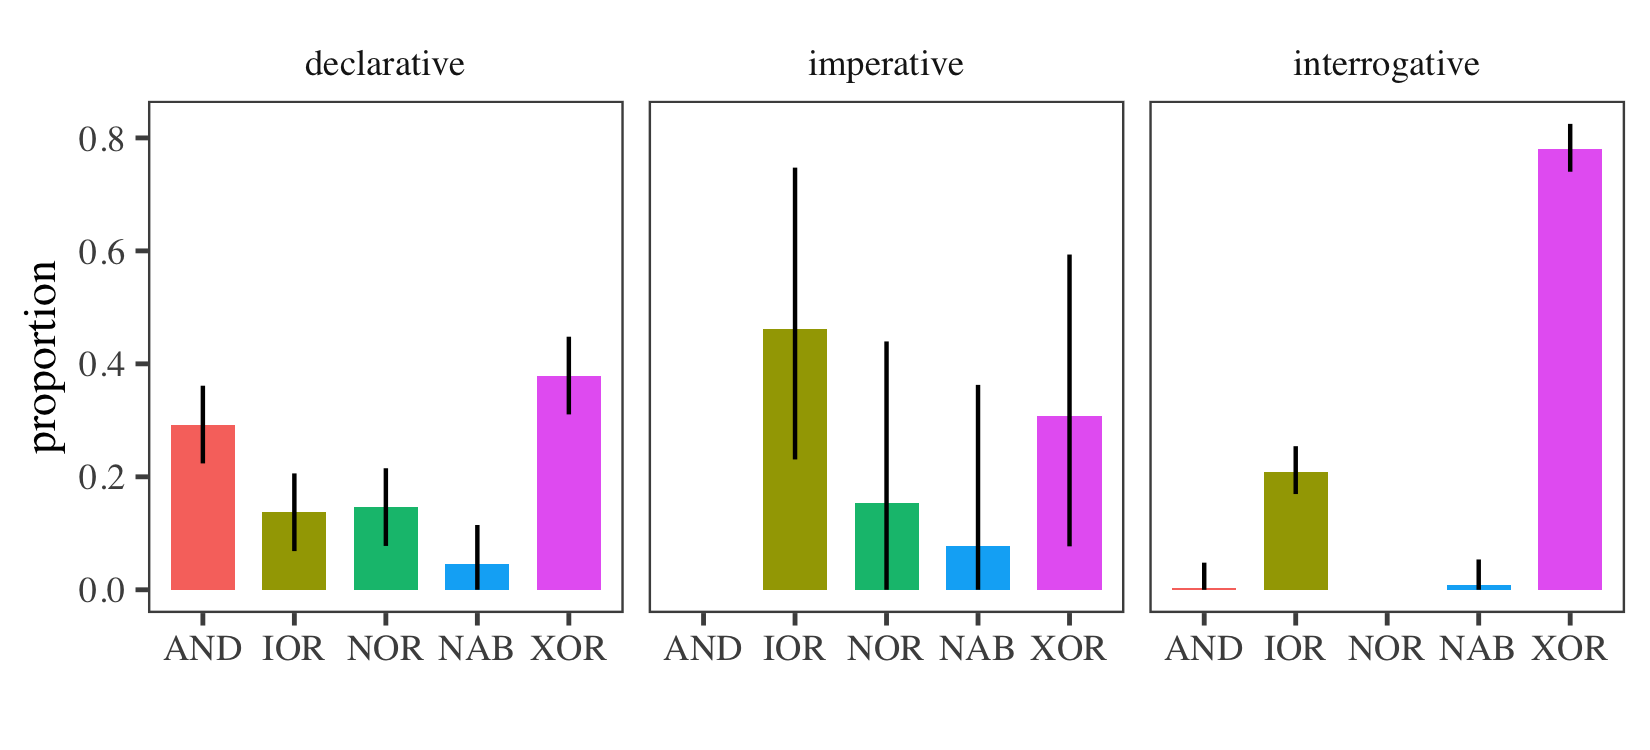 declarative imperative interrogative
proportion
0.8
0.6
0.4
0.2
0.0
AND IOR NOR NAB XOR AND IOR NOR NAB XOR AND IOR NOR NAB XOR